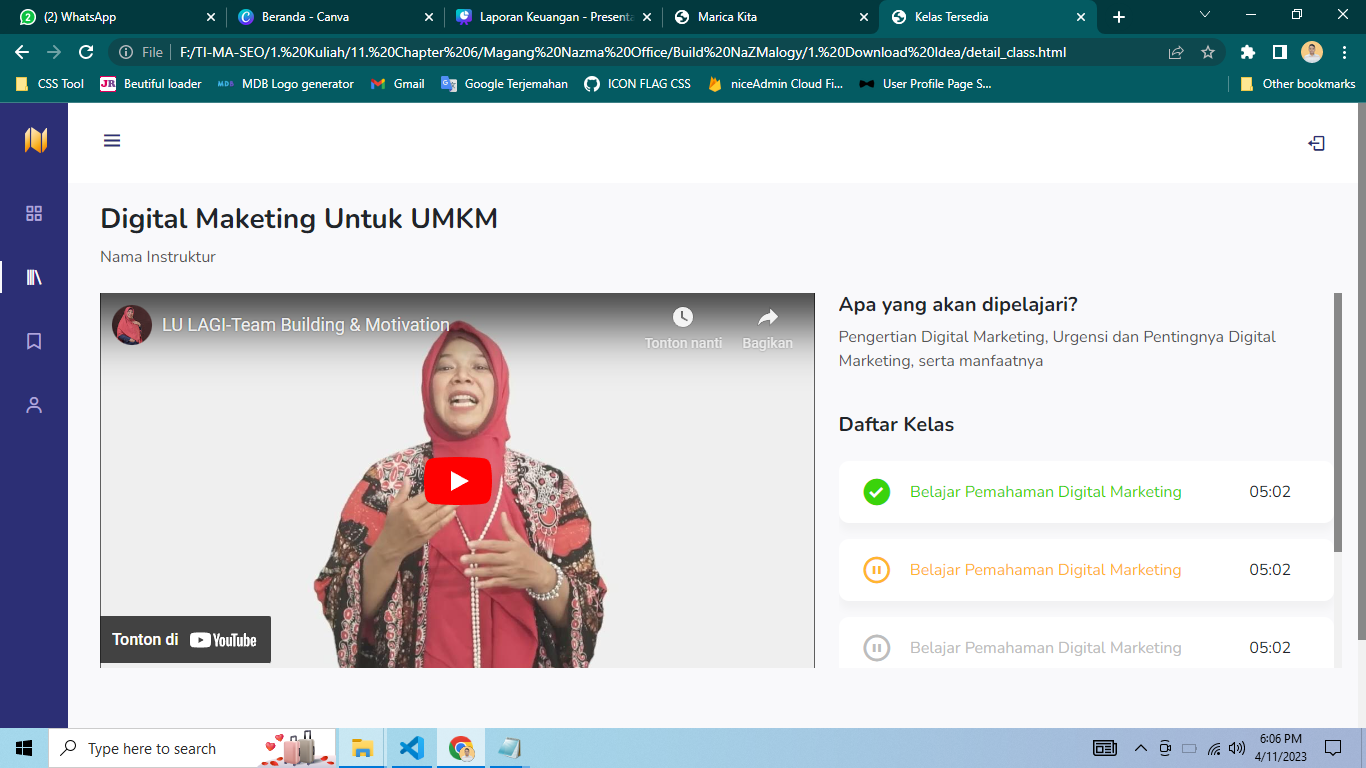 (2) WhatsApp
Beranda - Canva
Laporan Keuangan - Presenta
Marica Kita
Kelas Tersedia
File
F:/TI-MA-SEO/1.%20Kuliah/11.%20Chapter%206/Magang%20Nazma%20Office/Build%20NaZMalogy/1.%20Download%20Idea/detail_class.html
CSS Tool
JR
Beutiful loader
MDB
MDB Logo generator
Gmail
Google Terjemahan
ICON FLAG CSS
niceAdmin Cloud Fi...
User Profile Page S...
Other bookmarks
Digital Maketing Untuk UMKM
Nama Instruktur
LU LAGI-Team Building & Motivation
Tonton nanti
Bagikan
Tonton di YouTube
Apa yang akan dipelajari?
Pengertian Digital Marketing, Urgensi dan Pentingnya Digital
Marketing, serta manfaatnya
Daftar Kelas
Belajar Pemahaman Digital Marketing 05:02
Belajar Pemahaman Digital Marketing 05:02
Belajar Pemahaman Digital Marketing 05:02
Type here to search
6:06 PM
4/11/2023